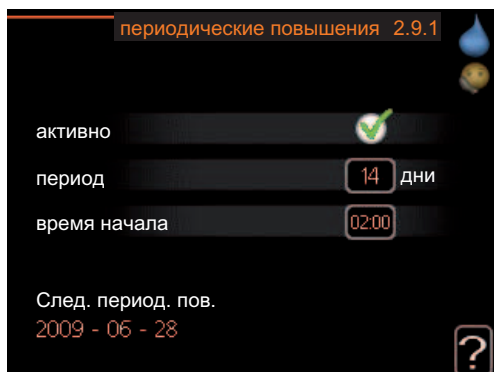 периодические повышения 2.9.1
активно
период 14 дни
время начала 02:00
След. период. пов.
2009 - 06 - 28
?